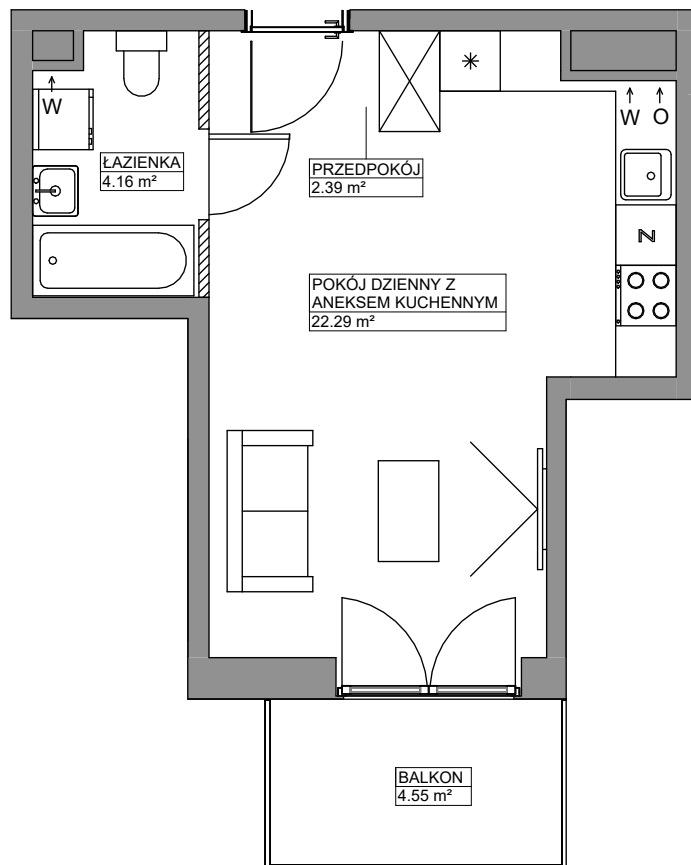 W
ŁAZIENKA
4.16 m²
PRZEDPOKÓJ
2.39 m²
W O
POKÓJ DZIENNY Z
ANEKSEM KUCHENNYM
22.29 m²
Z
BALKON
4.55 m²